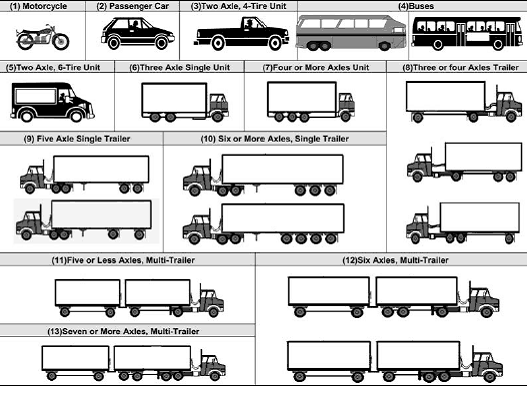 (1) Motorcycle
(2) Passenger Car
(3)Two Axle, 4-Tire Unit
(4)Buses
(5)Two Axle, 6-Tire Unit
(6)Three Axle Single Unit
(7)Four or More Axles Unit
(8)Three or four Axles Trailer
(9) Five Axle Single Trailer
(10) Six or More Axles, Single Trailer
(11)Five or Less Axles, Multi-Trailer
(12)Six Axles, Multi-Trailer
(13)Seven or More Axles, Multi-Trailer